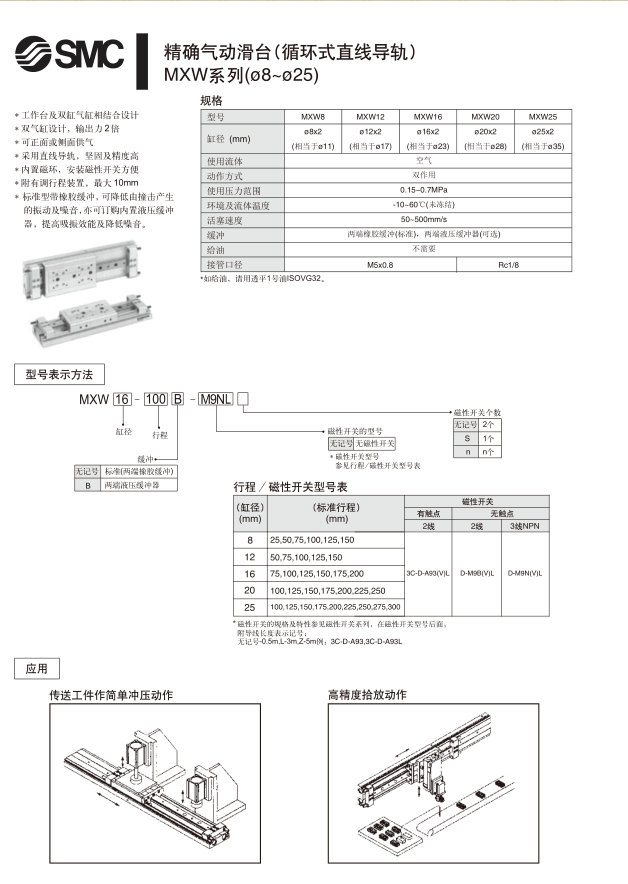 SMC
精确气动滑台(循环式直线导轨)
MXW系列(ø8~ø25)
* 工作台及双缸气缸相结合设计
* 双气缸设计，输出力2倍
* 可正面或侧面供气
* 采用直线导轨，坚固及精度高
* 内置磁环，安装磁性开关方便
* 附有调行程装置，最大10mm
* 标准型带橡胶缓冲，可降低由撞击产生
的振动及噪音，亦可订购内置液压缓冲
器，提高吸振效能及降低噪音。
规格
型号 MXW8 MXW12 MXW16 MXW20 MXW25
缸径 (mm) ø8x2 ø12x2 ø16x2 ø20x2 ø25x2
(相当于ø11) (相当于ø17) (相当于ø23) (相当于ø28) (相当于ø35)
使用流体 空气
动作方式 双作用
使用压力范围 0.15~0.7MPa
环境及流体温度 -10~60℃(未冻结)
活塞速度 50~500mm/s
缓冲 两端橡胶缓冲(标准)，两端液压缓冲器(可选)
给油 不需要
接管口径 M5x0.8 Rc1/8
*如给油，请用透平1号油ISOVG32。
型号表示方法
MXW 16 - 100 B - M9NL
缸径
行程
缓冲
无记号 标准(两端橡胶缓冲)
B 两端液压缓冲器
磁性开关的型号
无记号 无磁性开关
* 磁性开关型号
参见行程/磁性开关型号表
磁性开关个数
无记号 2个
S 1个
n n个
行程／磁性开关型号表
(缸径)
(mm)
(标准行程)
(mm)
磁性开关
有触点 无触点
2线 2线 3线NPN
8 25,50,75,100,125,150
12 50,75,100,125,150
16 75,100,125,150,175,200
20 100,125,150,175,200,225,250
25 100,125,150,175,200,225,250,275,300
3C-D-A93(V)L D-M9B(V)L D-M9N(V)L
* 磁性开关的规格及特性参见磁性开关系列，在磁性开关型号后面。
附导线长度表示记号：
无记号-0.5m,L-3m,Z-5m例：3C-D-A93,3C-D-A93L
应用
传送工件作简单冲压动作
高精度拾放动作